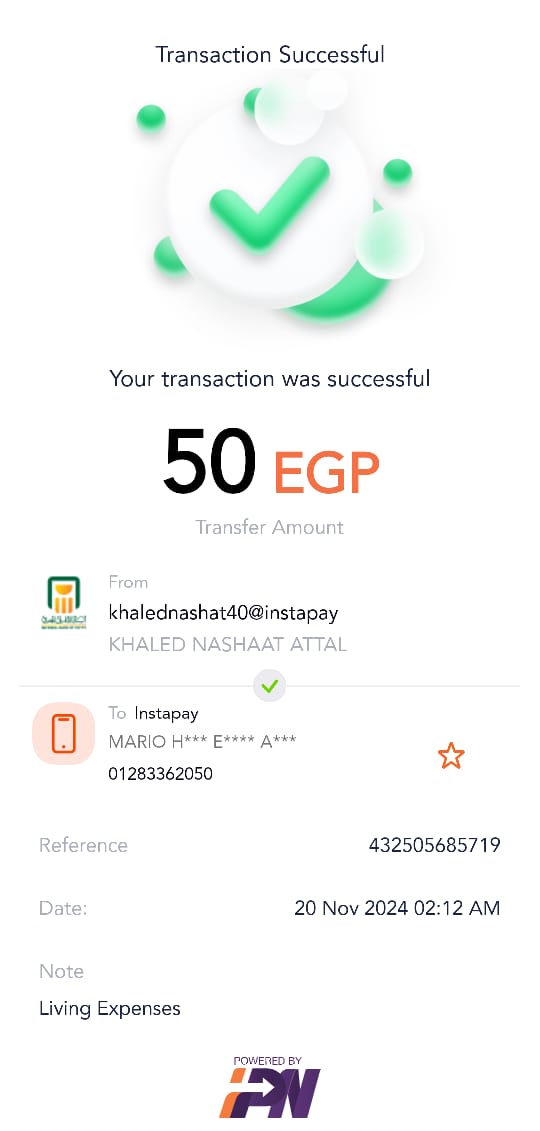 Transaction Successful
Your transaction was successful
50 EGP
Transfer Amount
From
khalednashat40@instapay
KHALED NASHAAT ATTAL
To Instapay
MARIO H*** E**** A***
01283362050
Reference 432505685719
Date: 20 Nov 2024 02:12 AM
Note
Living Expenses
POWERED BY
iPN